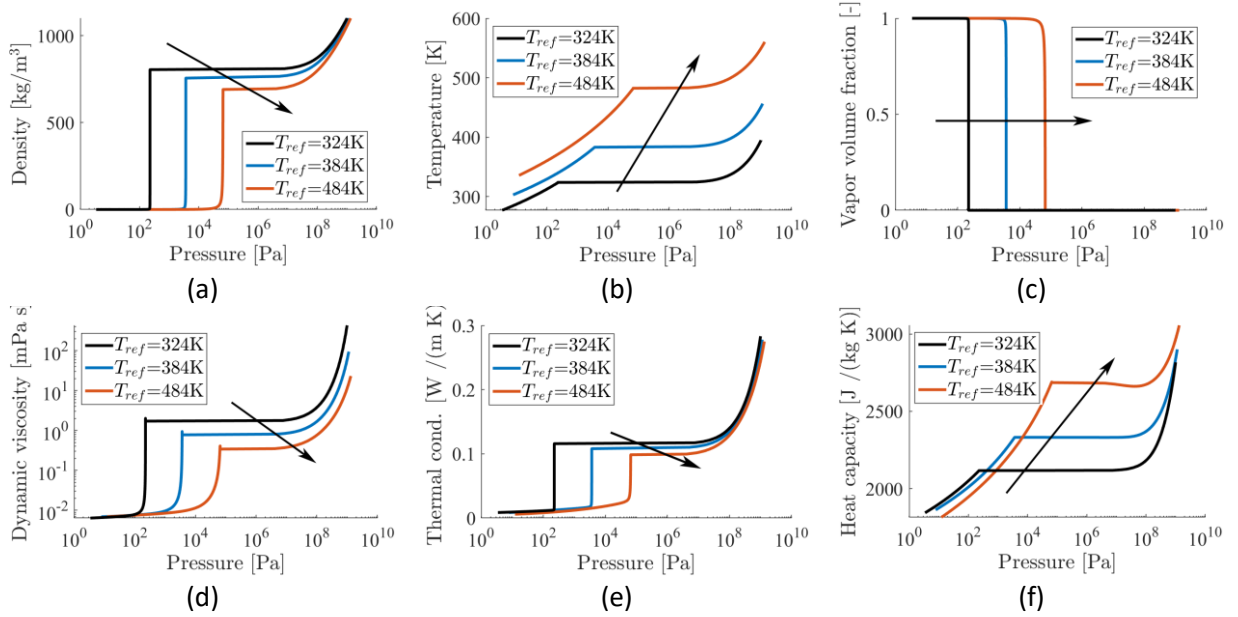 Density [kg/m³]
1000
500
0
T_ref=324K
T_ref=384K
T_ref=484K
10⁰ 10² 10⁴ 10⁶ 10⁸ 10¹⁰
Pressure [Pa]
(a)
Temperature [K]
600
500
400
300
T_ref=324K
T_ref=384K
T_ref=484K
10⁰ 10² 10⁴ 10⁶ 10⁸ 10¹⁰
Pressure [Pa]
(b)
Vapor volume fraction [-]
1
0.5
0
T_ref=324K
T_ref=384K
T_ref=484K
10⁰ 10² 10⁴ 10⁶ 10⁸ 10¹⁰
Pressure [Pa]
(c)
Dynamic viscosity [mPa s]
10²
10¹
10⁰
10⁻¹
10⁻²
T_ref=324K
T_ref=384K
T_ref=484K
10⁰ 10² 10⁴ 10⁶ 10⁸ 10¹⁰
Pressure [Pa]
(d)
Thermal cond. [W /(m K)]
0.3
0.2
0.1
0
T_ref=324K
T_ref=384K
T_ref=484K
10⁰ 10² 10⁴ 10⁶ 10⁸ 10¹⁰
Pressure [Pa]
(e)
Heat capacity [J /(kg K)]
3000
2500
2000
T_ref=324K
T_ref=384K
T_ref=484K
10⁰ 10² 10⁴ 10⁶ 10⁸ 10¹⁰
Pressure [Pa]
(f)